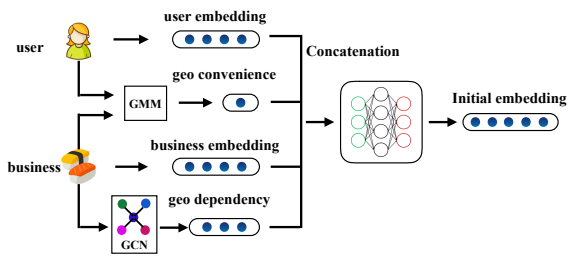 user embedding
user
Concatenation
geo convenience
GMM
Initial embedding
business embedding
business
geo dependency
GCN